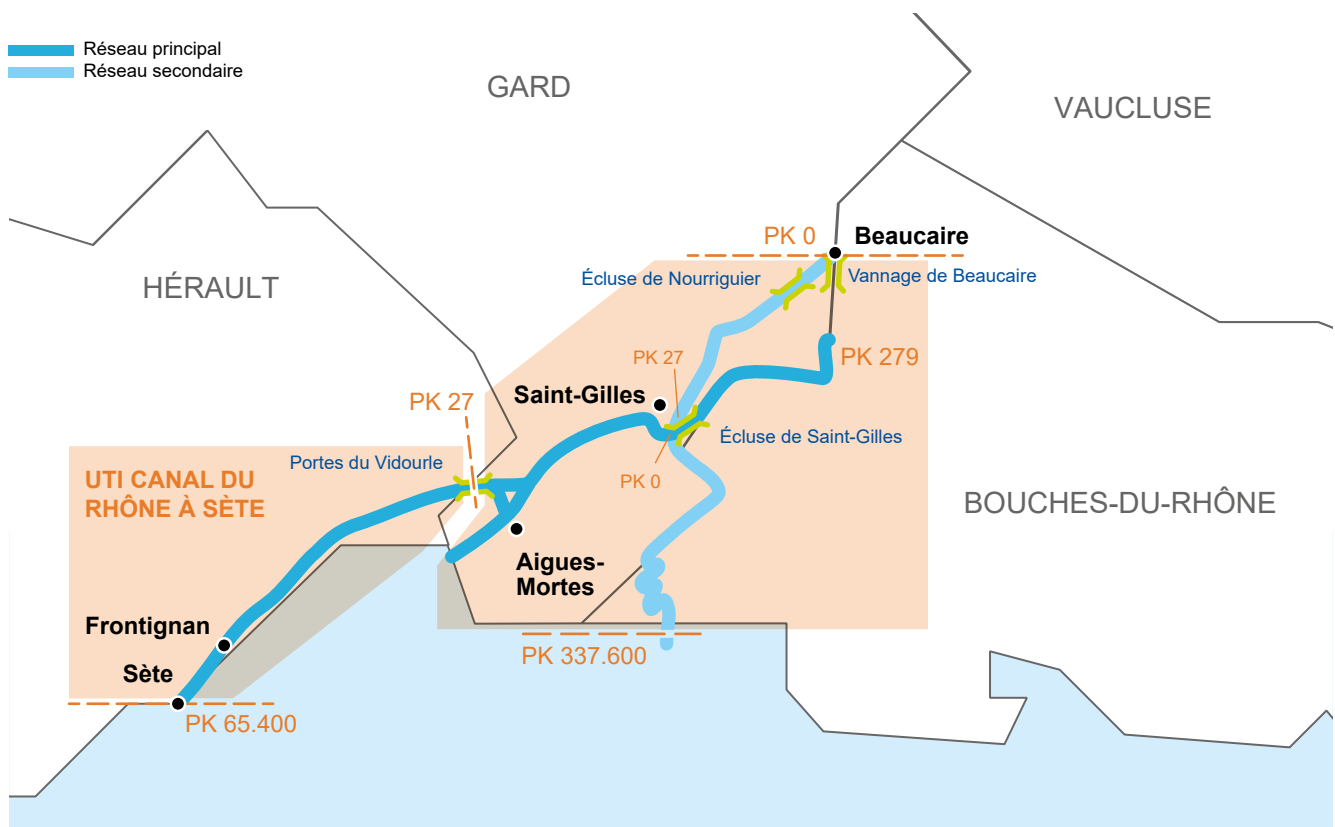 Réseau principal
Réseau secondaire
GARD
VAUCLUSE
HÉRAULT
PK 0
Beaucaire
Écluse de Nourriguier
Vannage de Beaucaire
PK 27
PK 279
Saint-Gilles
PK 27
Écluse de Saint-Gilles
Portes du Vidourle
UTI CANAL DU
RHÔNE À SÈTE
PK 0
BOUCHES-DU-RHÔNE
Aigues-
Mortes
Frontignan
PK 337.600
Sète
PK 65.400